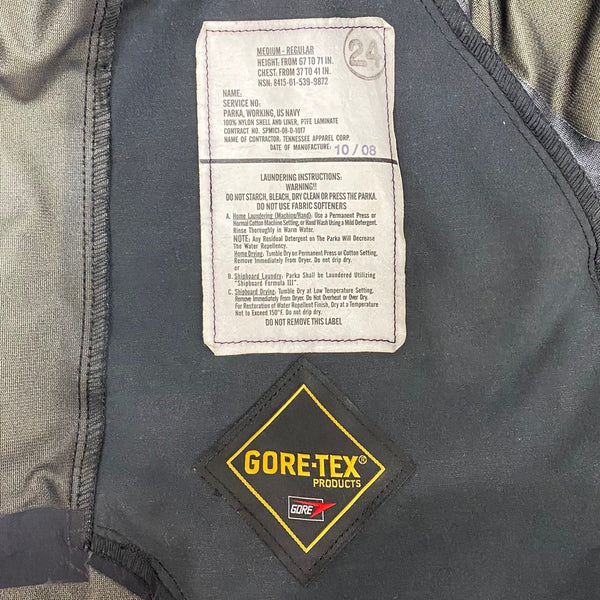 24
MEDIUM - REGULAR
HEIGHT: FROM 67 TO 71 IN.
CHEST: FROM 37 TO 41 IN.
NSN: 8415-01-539-9872
NAME:
SERVICE NO:
PARKA, WORKING, US NAVY
100% NYLON SHELL AND LINER, PTFE LAMINATE
CONTRACT NO. SPM1C1-08-D-1017
NAME OF CONTRACTOR: TENNESSEE APPAREL CORP.
DATE OF MANUFACTURE: 10/08
LAUNDERING INSTRUCTIONS:
WARNING!!
DO NOT STARCH, BLEACH, DRY CLEAN OR PRESS THE PARKA.
DO NOT USE FABRIC SOFTENERS
A. Home Laundering (Machine/Hand). Use a Permanent Press or
Normal Cotton Machine Setting, or Hand Wash Using a Mild Detergent.
Rinse Thoroughly in Warm Water.
NOTE: Any Residual Detergent on The Parka Will Decrease
The Water Repellency.
Home Drying: Tumble Dry on Permanent Press or Cotton Setting,
Remove Immediately From Dryer. Do not drip dry.
or
B. Shipboard Laundry: Parka Shall be Laundered Utilizing
"Shipboard Formula III".
C. Shipboard Drying: Tumble Dry at Low Temperature Setting.
Remove Immediately From Dryer. Do Not Overheat or Over Dry.
For Restoration of Water Repellent Finish, Dry at a Temperature
Not to Exceed 150°F. Do not drip dry.
DO NOT REMOVE THIS LABEL
GORE-TEX®
PRODUCTS
GORE